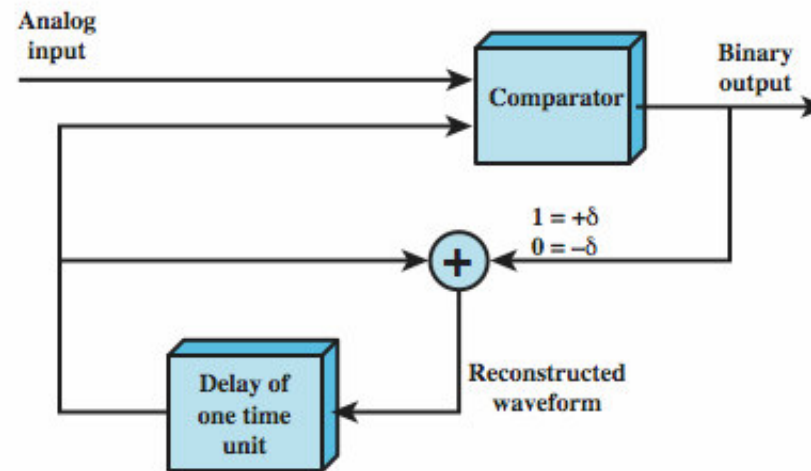 Analog
input
Comparator
Binary
output
1 = +δ
0 = –δ
+
Delay of
one time
unit
Reconstructed
waveform